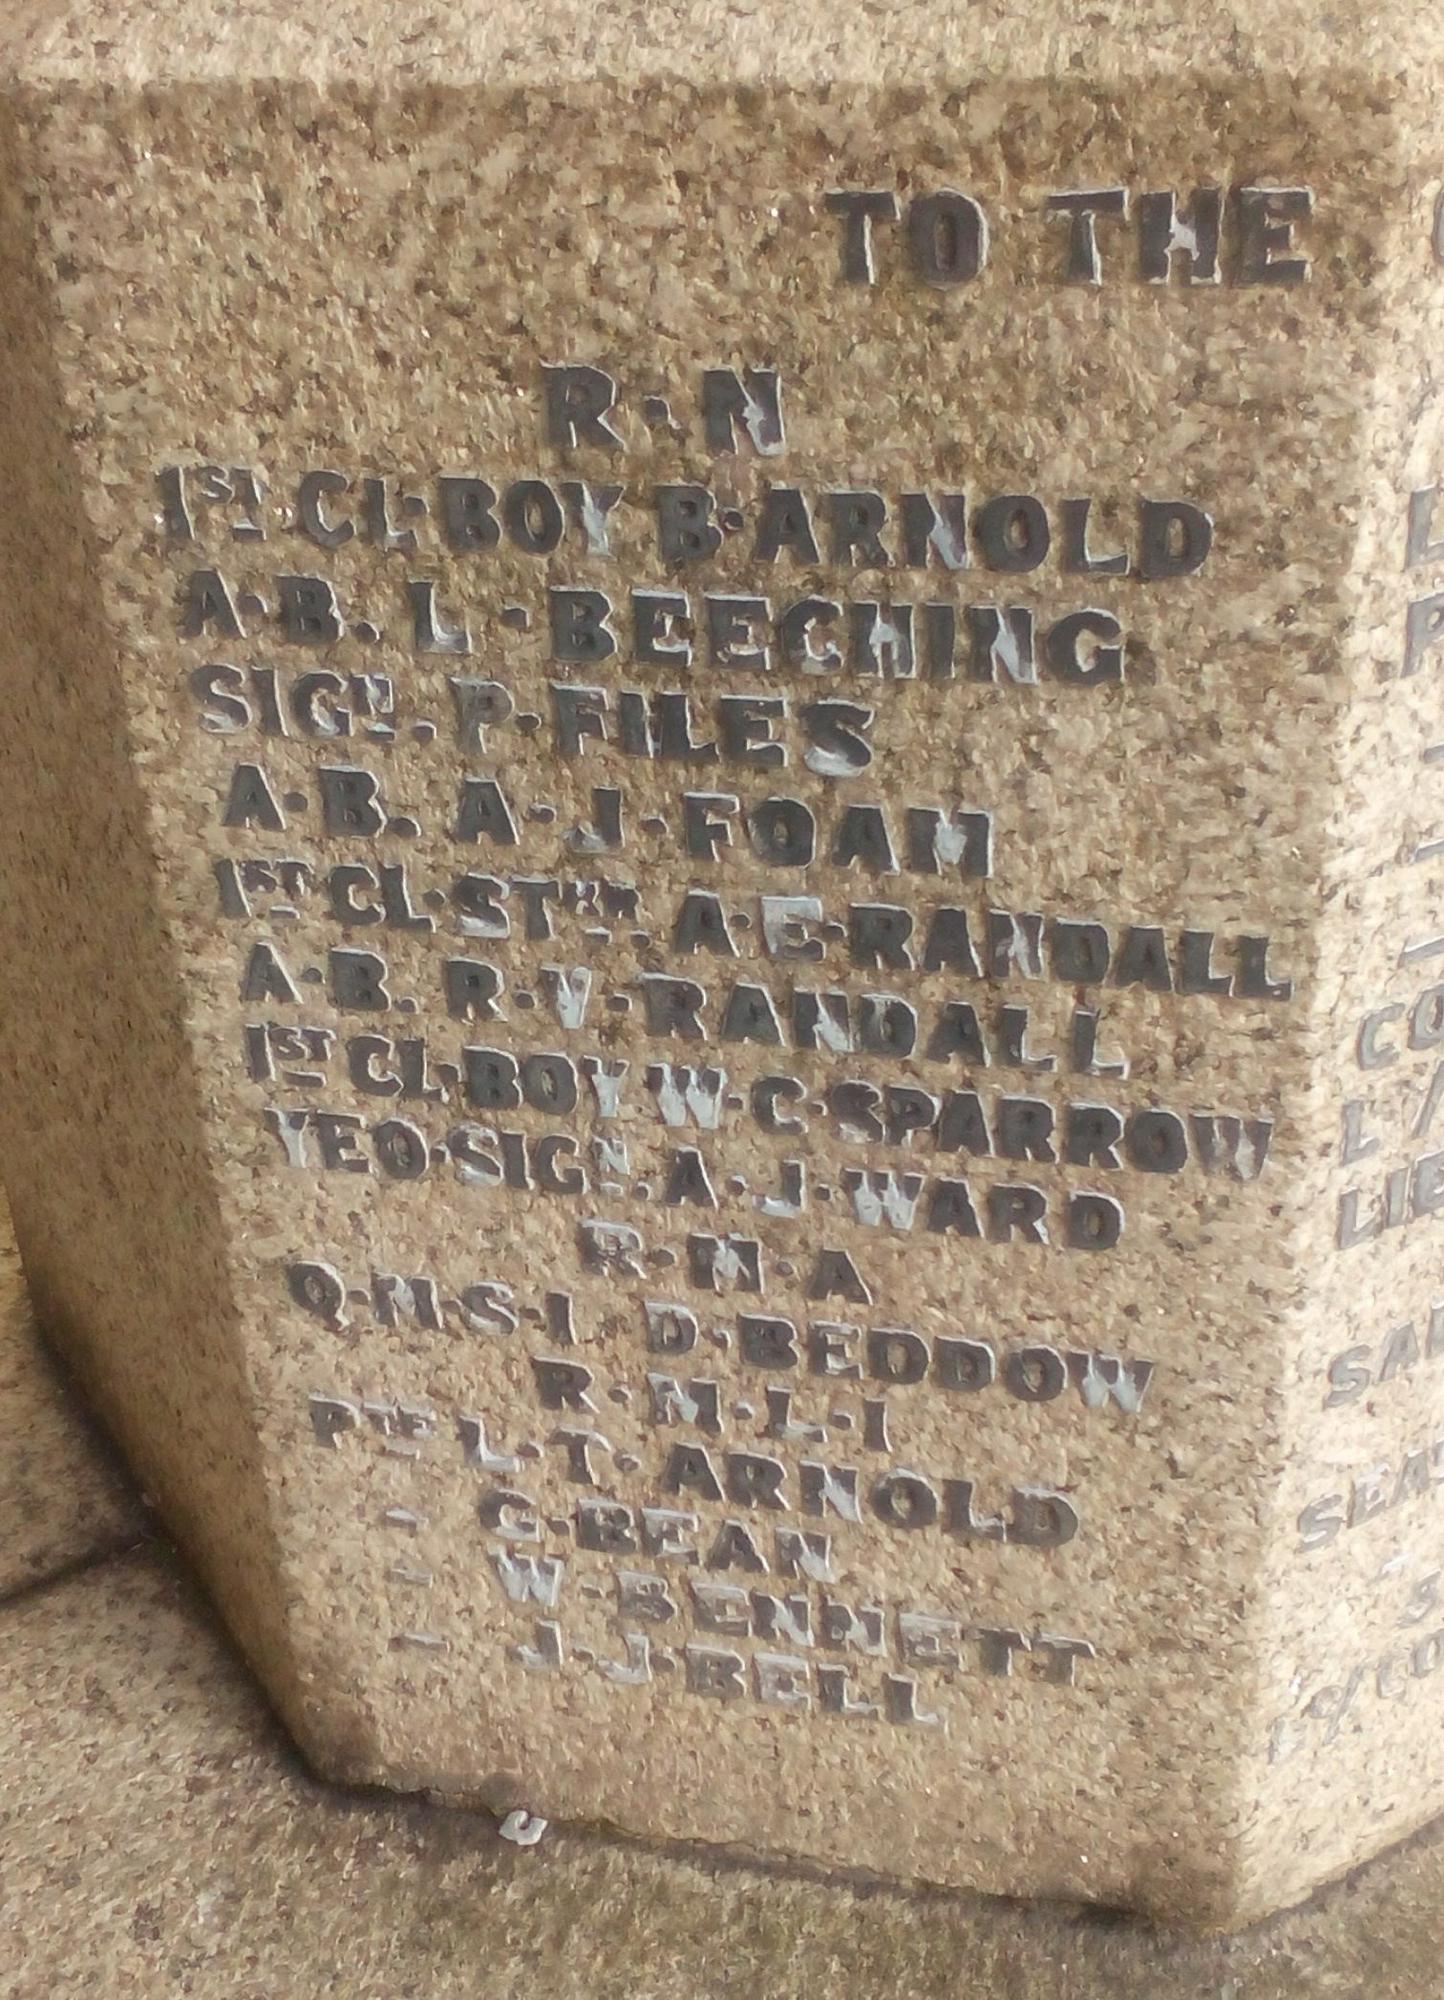 TO THE
R·N
1ST CL·BOY B·ARNOLD
A·B. L·BEECHING
SIGN. P·FILES
A·B. A·J·FOAM
1ST CL·STKR. A·E·RANDALL
A·B. R·V·RANDALL
1ST CL·BOY W·C·SPARROW
YEO·SIGN. A·J·WARD
R·M·A
Q·M·S·I D·BEDDOW
R·M·L·I
PTE L·T·ARNOLD
- G·BEAN
- W·BENNETT
- J·J·BELL